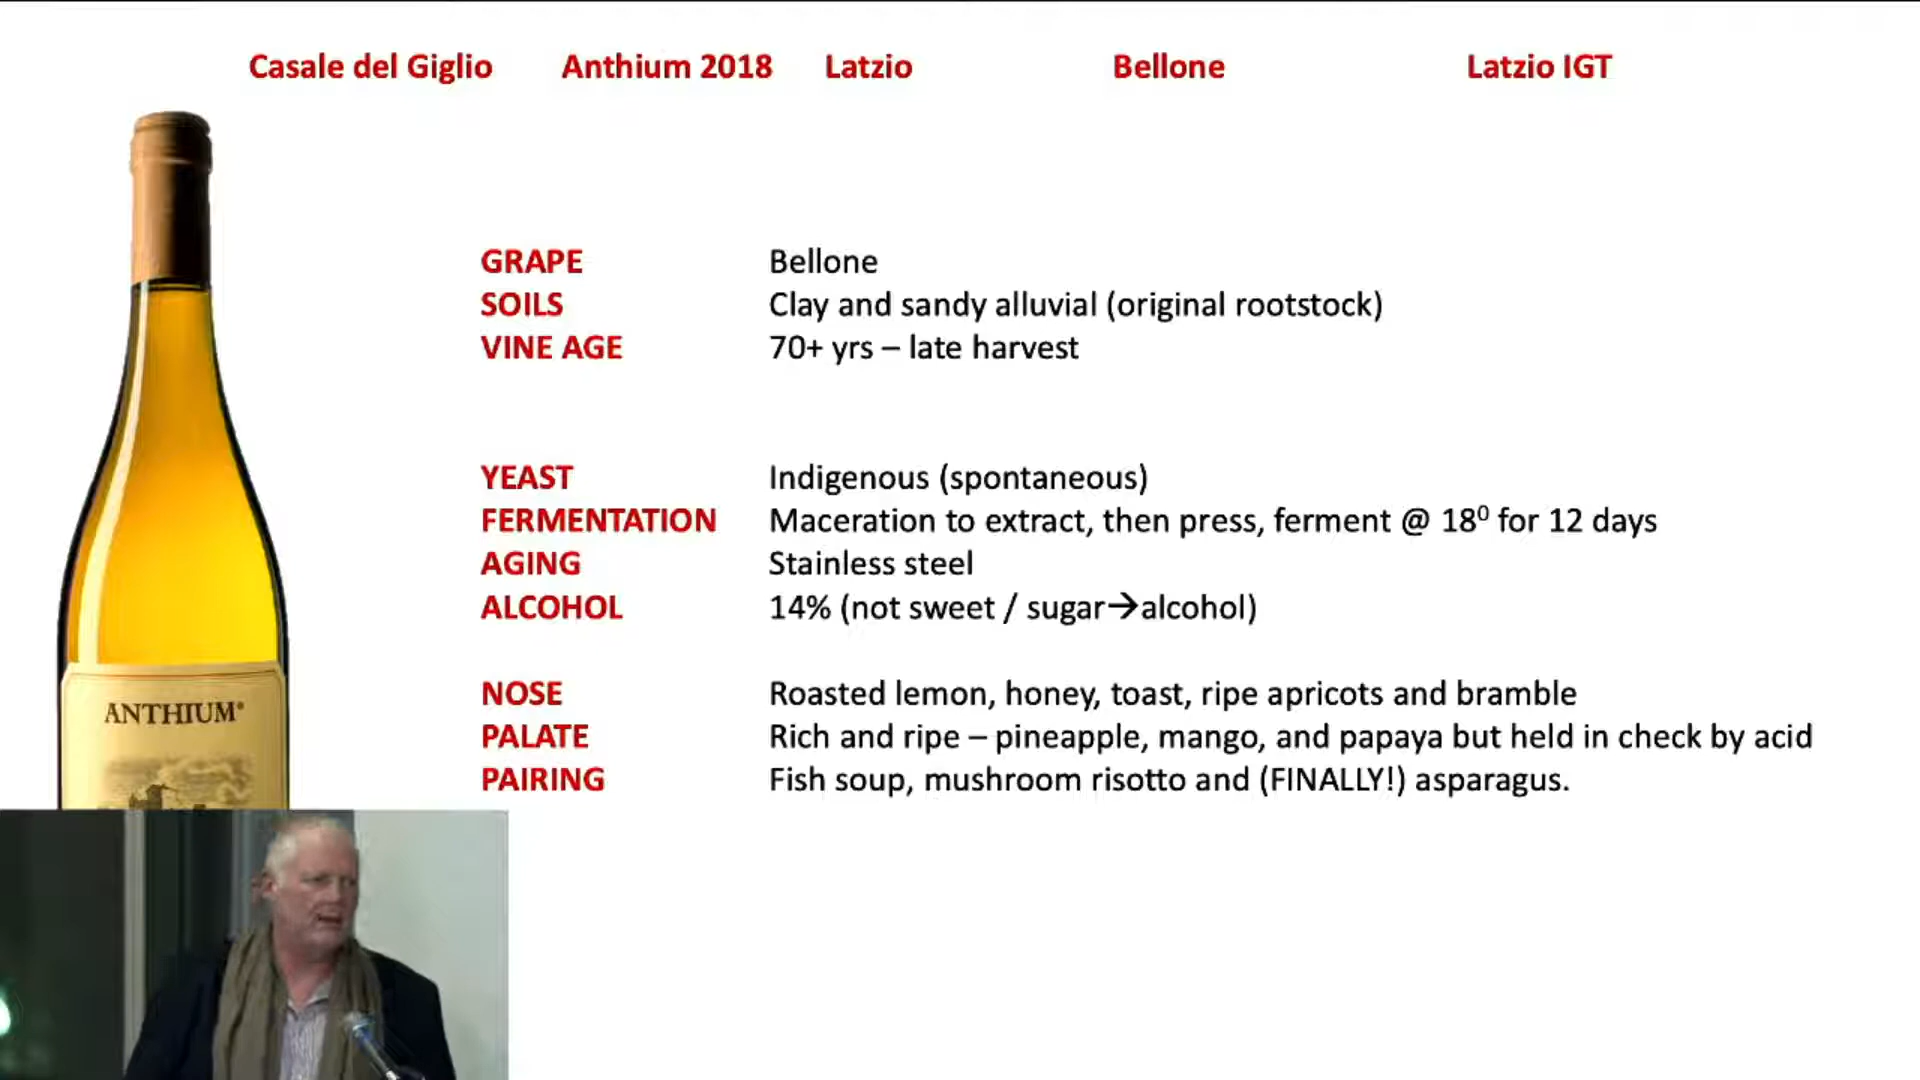 Casale del Giglio Anthium 2018 Latzio Bellone Latzio IGT
GRAPE Bellone
SOILS Clay and sandy alluvial (original rootstock)
VINE AGE 70+ yrs – late harvest
YEAST Indigenous (spontaneous)
FERMENTATION Maceration to extract, then press, ferment @ 18⁰ for 12 days
AGING Stainless steel
ALCOHOL 14% (not sweet / sugar→alcohol)
NOSE Roasted lemon, honey, toast, ripe apricots and bramble
PALATE Rich and ripe – pineapple, mango, and papaya but held in check by acid
PAIRING Fish soup, mushroom risotto and (FINALLY!) asparagus.
ANTHIUM®